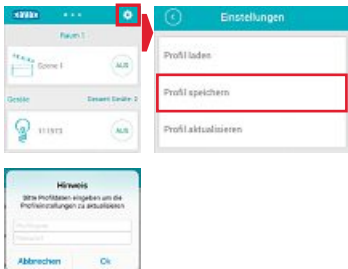 Raum 1
Szene 1
AUS
Geräte
Gesamt Geräte: 2
111913
AUS
Einstellungen
Profil laden
Profil speichern
Profil aktualisieren
Hinweis
Bitte Profildaten eingeben um die
Profileinstellungen zu aktualisieren
Abbrechen
Ok